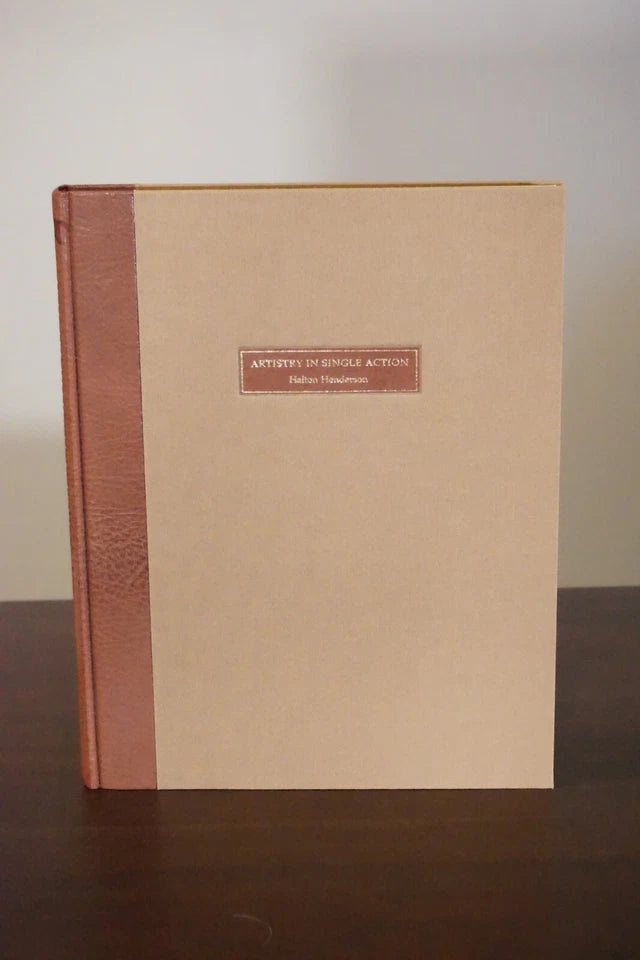 ARTISTRY IN SINGLE ACTION
Halton Henderson